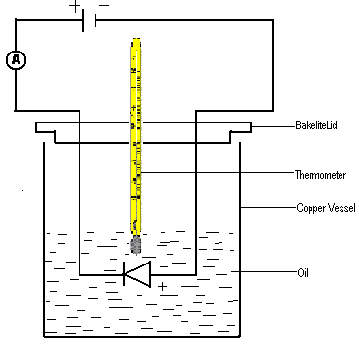 + −
A
BakeliteLid
Thermometer
Copper Vessel
Oil
+